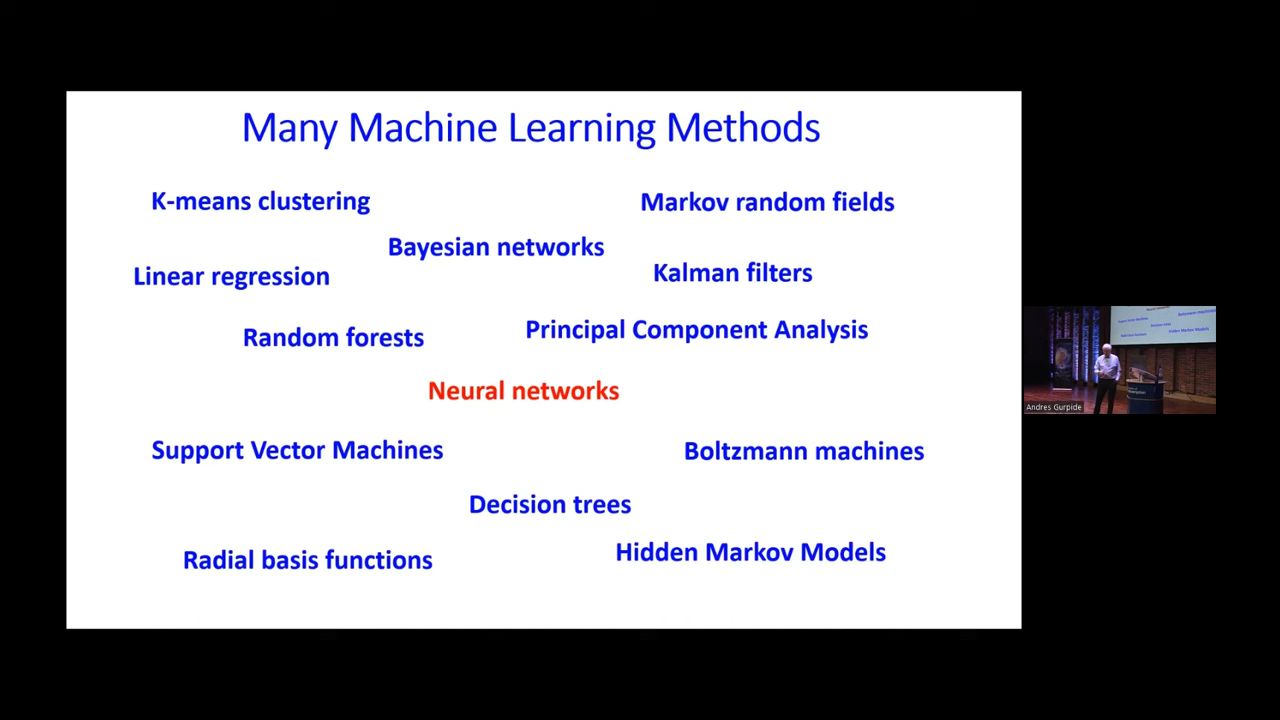 Many Machine Learning Methods
K-means clustering
Markov random fields
Bayesian networks
Linear regression
Kalman filters
Random forests
Principal Component Analysis
Neural networks
Support Vector Machines
Boltzmann machines
Decision trees
Radial basis functions
Hidden Markov Models
Andres Gurpide